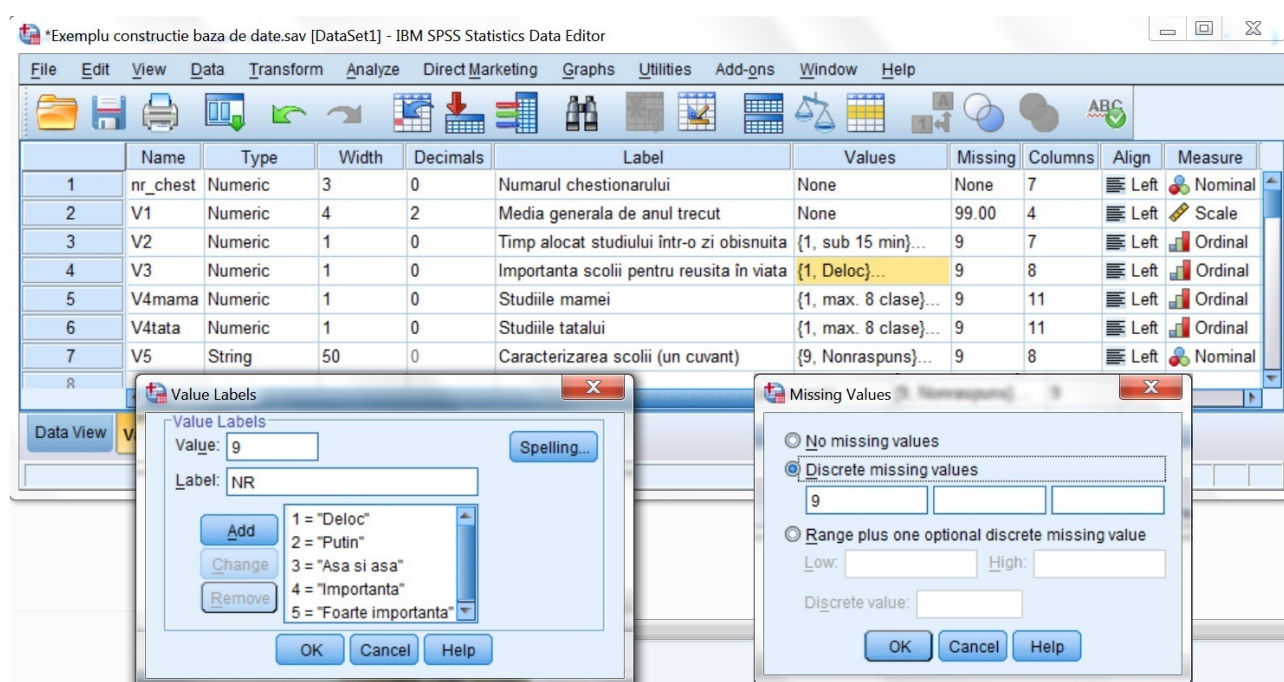 *Exemplu constructie baza de date.sav [DataSet1] - IBM SPSS Statistics Data Editor
File Edit View Data Transform Analyze Direct Marketing Graphs Utilities Add-ons Window Help
A
1
ABC
Name Type Width Decimals Label Values Missing Columns Align Measure
1 nr_chest Numeric 3 0 Numarul chestionarului None None 7 Left Nominal
2 V1 Numeric 4 2 Media generala de anul trecut None 99.00 4 Left Scale
3 V2 Numeric 1 0 Timp alocat studiului într-o zi obisnuita {1, sub 15 min}... 9 7 Left Ordinal
4 V3 Numeric 1 0 Importanta scolii pentru reusita în viata {1, Deloc}... 9 8 Left Ordinal
5 V4mama Numeric 1 0 Studiile mamei {1, max. 8 clase}... 9 11 Left Ordinal
6 V4tata Numeric 1 0 Studiile tatalui {1, max. 8 clase}... 9 11 Left Ordinal
7 V5 String 50 0 Caracterizarea scolii (un cuvant) {9, Nonraspuns}... 9 8 Left Nominal
8
Data View V
Value Labels
Value Labels
Value: 9
Spelling...
Label: NR
Add
Change
Remove
1 = "Deloc"
2 = "Putin"
3 = "Asa si asa"
4 = "Importanta"
5 = "Foarte importanta"
OK Cancel Help
Missing Values
No missing values
Discrete missing values
9
Range plus one optional discrete missing value
Low: High:
Discrete value:
OK Cancel Help